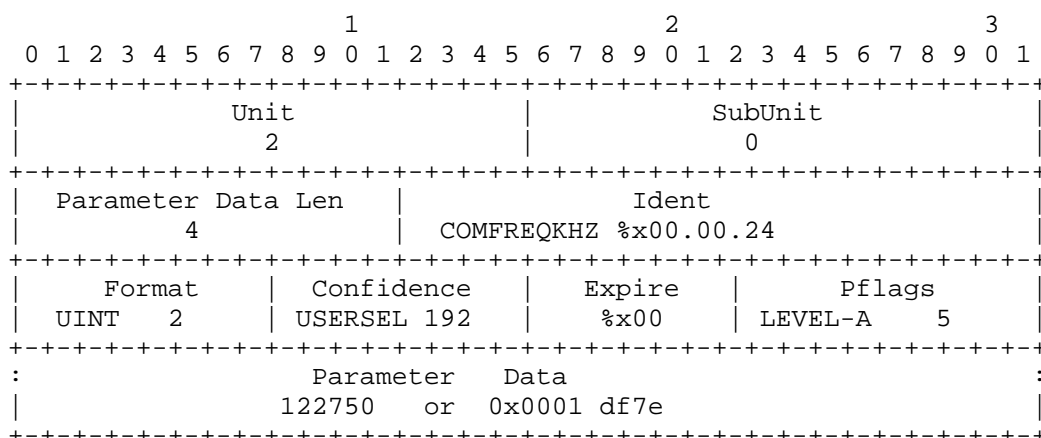 1                   2                   3
 0 1 2 3 4 5 6 7 8 9 0 1 2 3 4 5 6 7 8 9 0 1 2 3 4 5 6 7 8 9 0 1
+-+-+-+-+-+-+-+-+-+-+-+-+-+-+-+-+-+-+-+-+-+-+-+-+-+-+-+-+-+-+-+-+
|             Unit              |           SubUnit             |
|               2               |             0                 |
+-+-+-+-+-+-+-+-+-+-+-+-+-+-+-+-+-+-+-+-+-+-+-+-+-+-+-+-+-+-+-+-+
|  Parameter Data Len   |              Ident                    |
|         4             |  COMFREQKHZ %x00.00.24                |
+-+-+-+-+-+-+-+-+-+-+-+-+-+-+-+-+-+-+-+-+-+-+-+-+-+-+-+-+-+-+-+-+
|     Format    |  Confidence   |   Expire   |      Pflags      |
|  UINT   2     | USERSEL 192   |    %x00    | LEVEL-A   5      |
+-+-+-+-+-+-+-+-+-+-+-+-+-+-+-+-+-+-+-+-+-+-+-+-+-+-+-+-+-+-+-+-+
:                  Parameter   Data                             :
|                122750   or  0x0001 df7e                       |
+-+-+-+-+-+-+-+-+-+-+-+-+-+-+-+-+-+-+-+-+-+-+-+-+-+-+-+-+-+-+-+-+